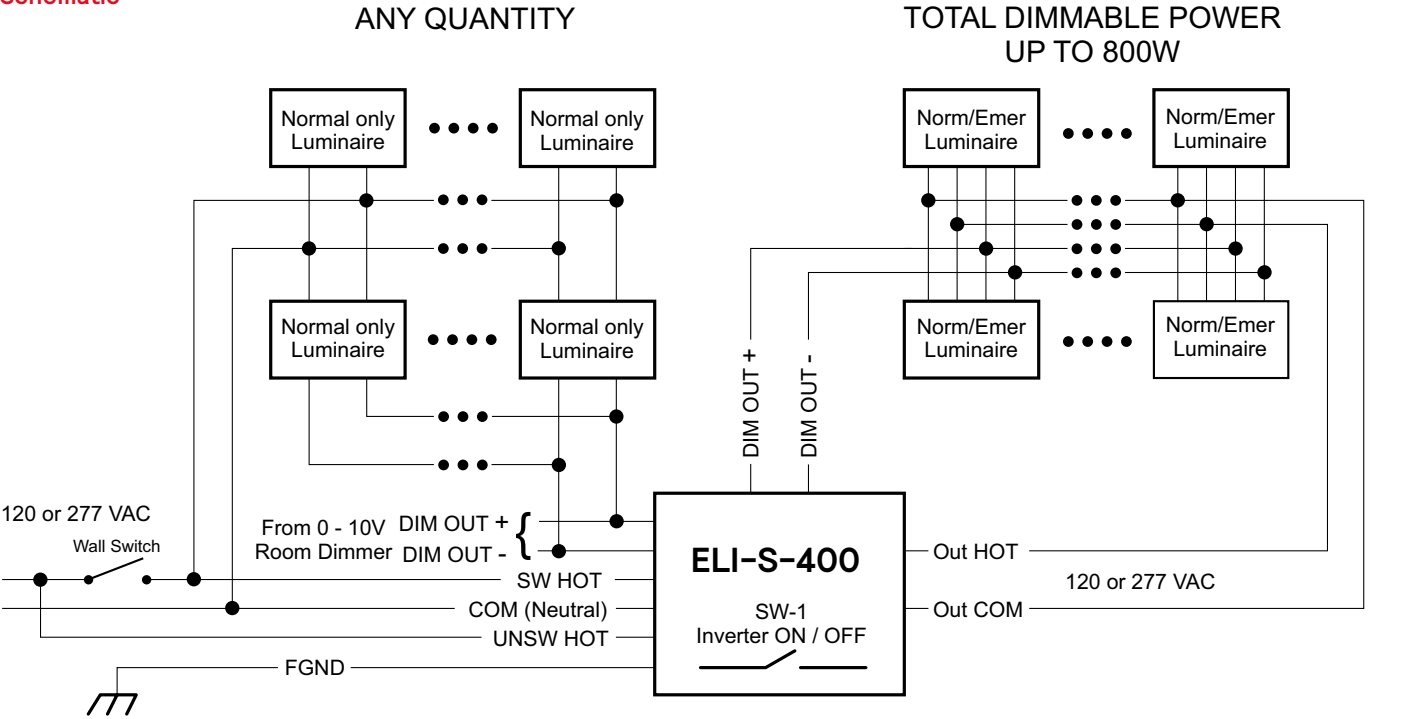 Schematic
ANY QUANTITY
TOTAL DIMMABLE POWER
UP TO 800W
Normal only
Luminaire
Normal only
Luminaire
Norm/Emer
Luminaire
Norm/Emer
Luminaire
Normal only
Luminaire
Normal only
Luminaire
Norm/Emer
Luminaire
Norm/Emer
Luminaire
DIM OUT +
DIM OUT -
120 or 277 VAC
Wall Switch
From 0 - 10V
Room Dimmer
DIM OUT +
DIM OUT -
SW HOT
COM (Neutral)
UNSW HOT
FGND
ELI-S-400
SW-1
Inverter ON / OFF
Out HOT
120 or 277 VAC
Out COM